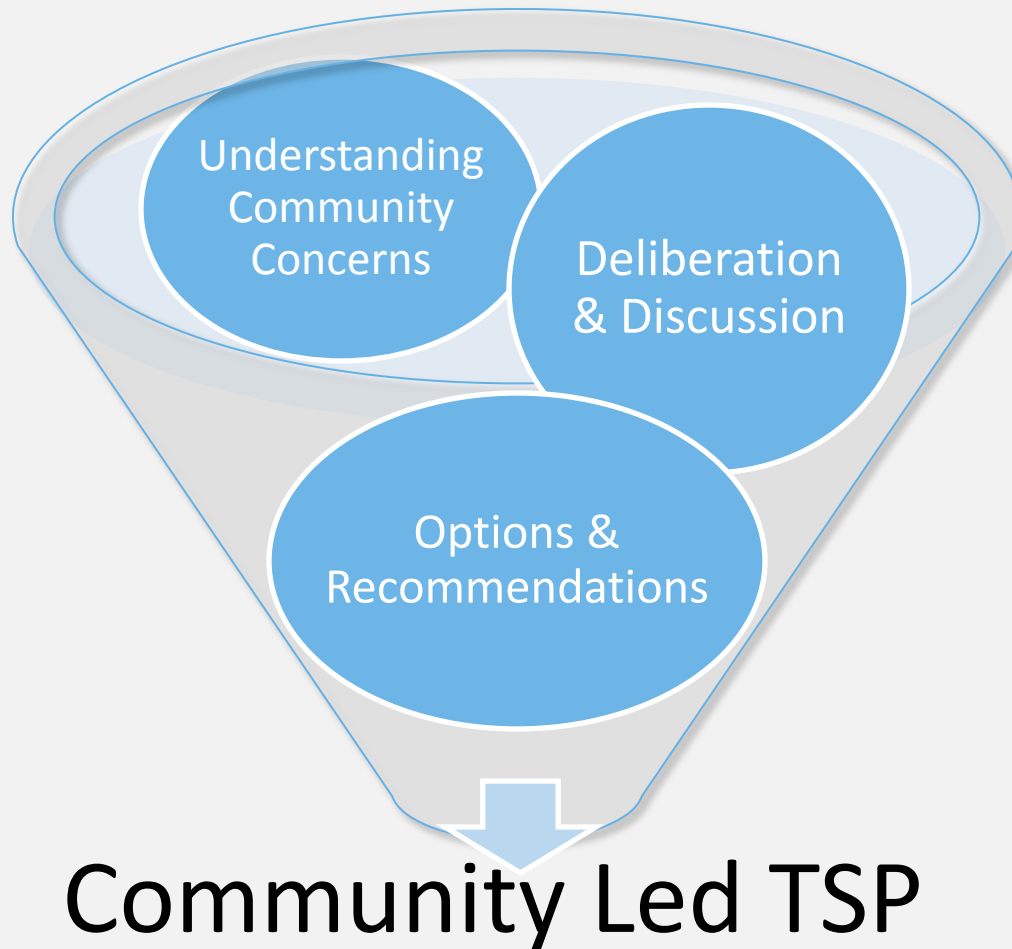 Understanding
Community
Concerns
Deliberation
& Discussion
Options &
Recommendations
Community Led TSP